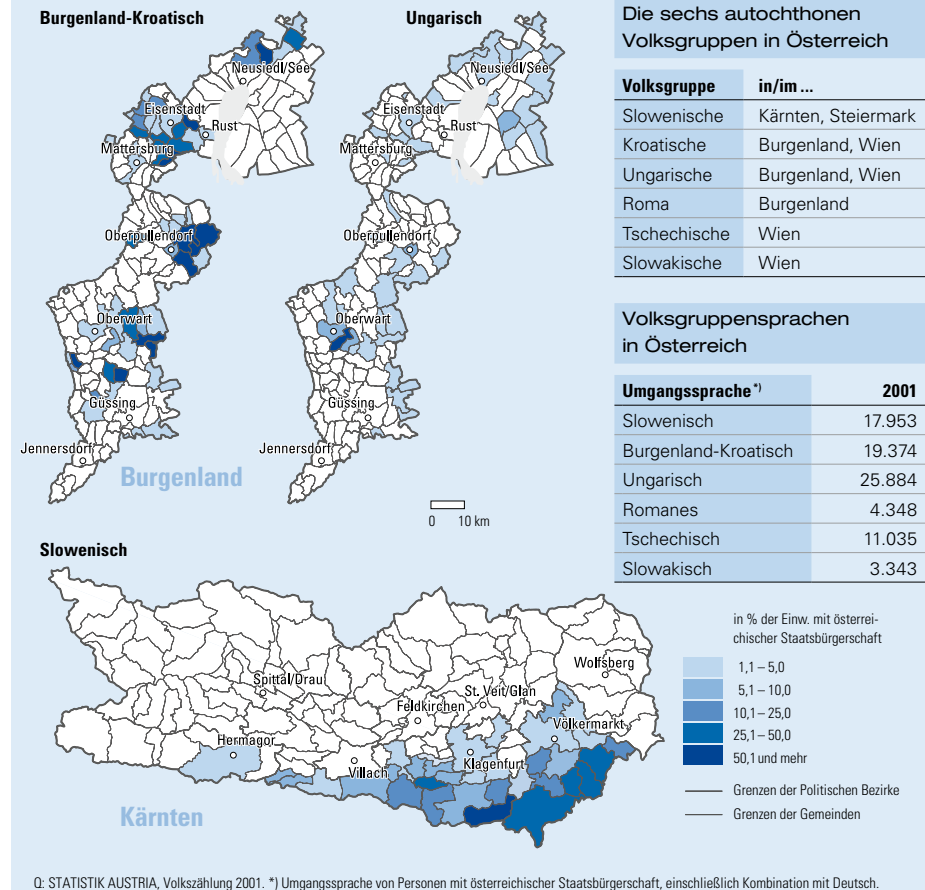 Burgenland-Kroatisch
Neusiedl/See
Eisenstadt
Rust
Mattersburg
Oberpullendorf
Oberwart
Güssing
Jennersdorf
Burgenland
Ungarisch
Neusiedl/See
Eisenstadt
Rust
Mattersburg
Oberpullendorf
Oberwart
Güssing
Jennersdorf
0 10 km
Die sechs autochthonen
Volksgruppen in Österreich
Volksgruppe in/im ...
Slowenische Kärnten, Steiermark
Kroatische Burgenland, Wien
Ungarische Burgenland, Wien
Roma Burgenland
Tschechische Wien
Slowakische Wien
Volksgruppensprachen
in Österreich
Umgangssprache*) 2001
Slowenisch 17.953
Burgenland-Kroatisch 19.374
Ungarisch 25.884
Romanes 4.348
Tschechisch 11.035
Slowakisch 3.343
Slowenisch
Wolfsberg
Spittal/Drau
St. Veit/Glan
Feldkirchen
Völkermarkt
Hermagor
Klagenfurt
Villach
Kärnten
in % der Einw. mit österrei-
chischer Staatsbürgerschaft
1,1 – 5,0
5,1 – 10,0
10,1 – 25,0
25,1 – 50,0
50,1 und mehr
Grenzen der Politischen Bezirke
Grenzen der Gemeinden
Q: STATISTIK AUSTRIA, Volkszählung 2001. *) Umgangssprache von Personen mit österreichischer Staatsbürgerschaft, einschließlich Kombination mit Deutsch.